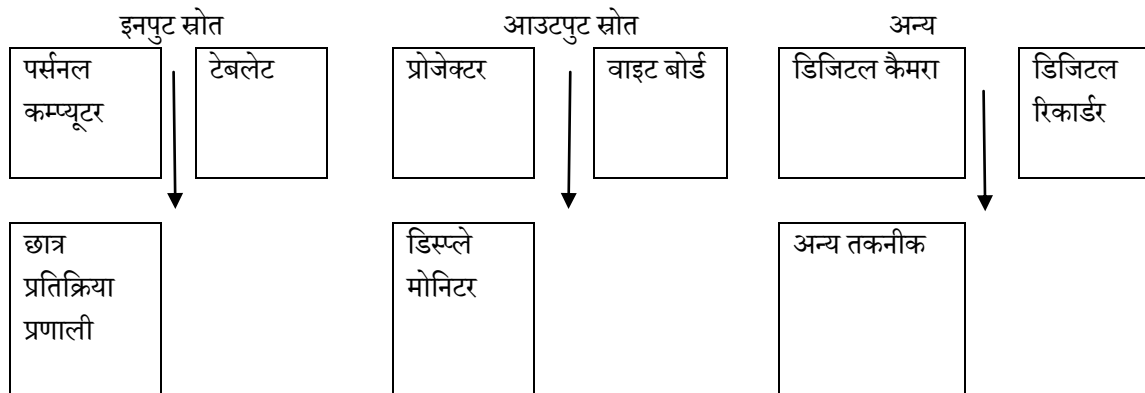 इनपुट स्रोत
आउटपुट स्रोत
अन्य
पर्सनल
कम्प्यूटर
टेबलेट
प्रोजेक्टर
वाइट बोर्ड
डिजिटल कैमरा
डिजिटल
रिकार्डर
छात्र
प्रतिक्रिया
प्रणाली
डिस्प्ले
मोनिटर
अन्य तकनीक